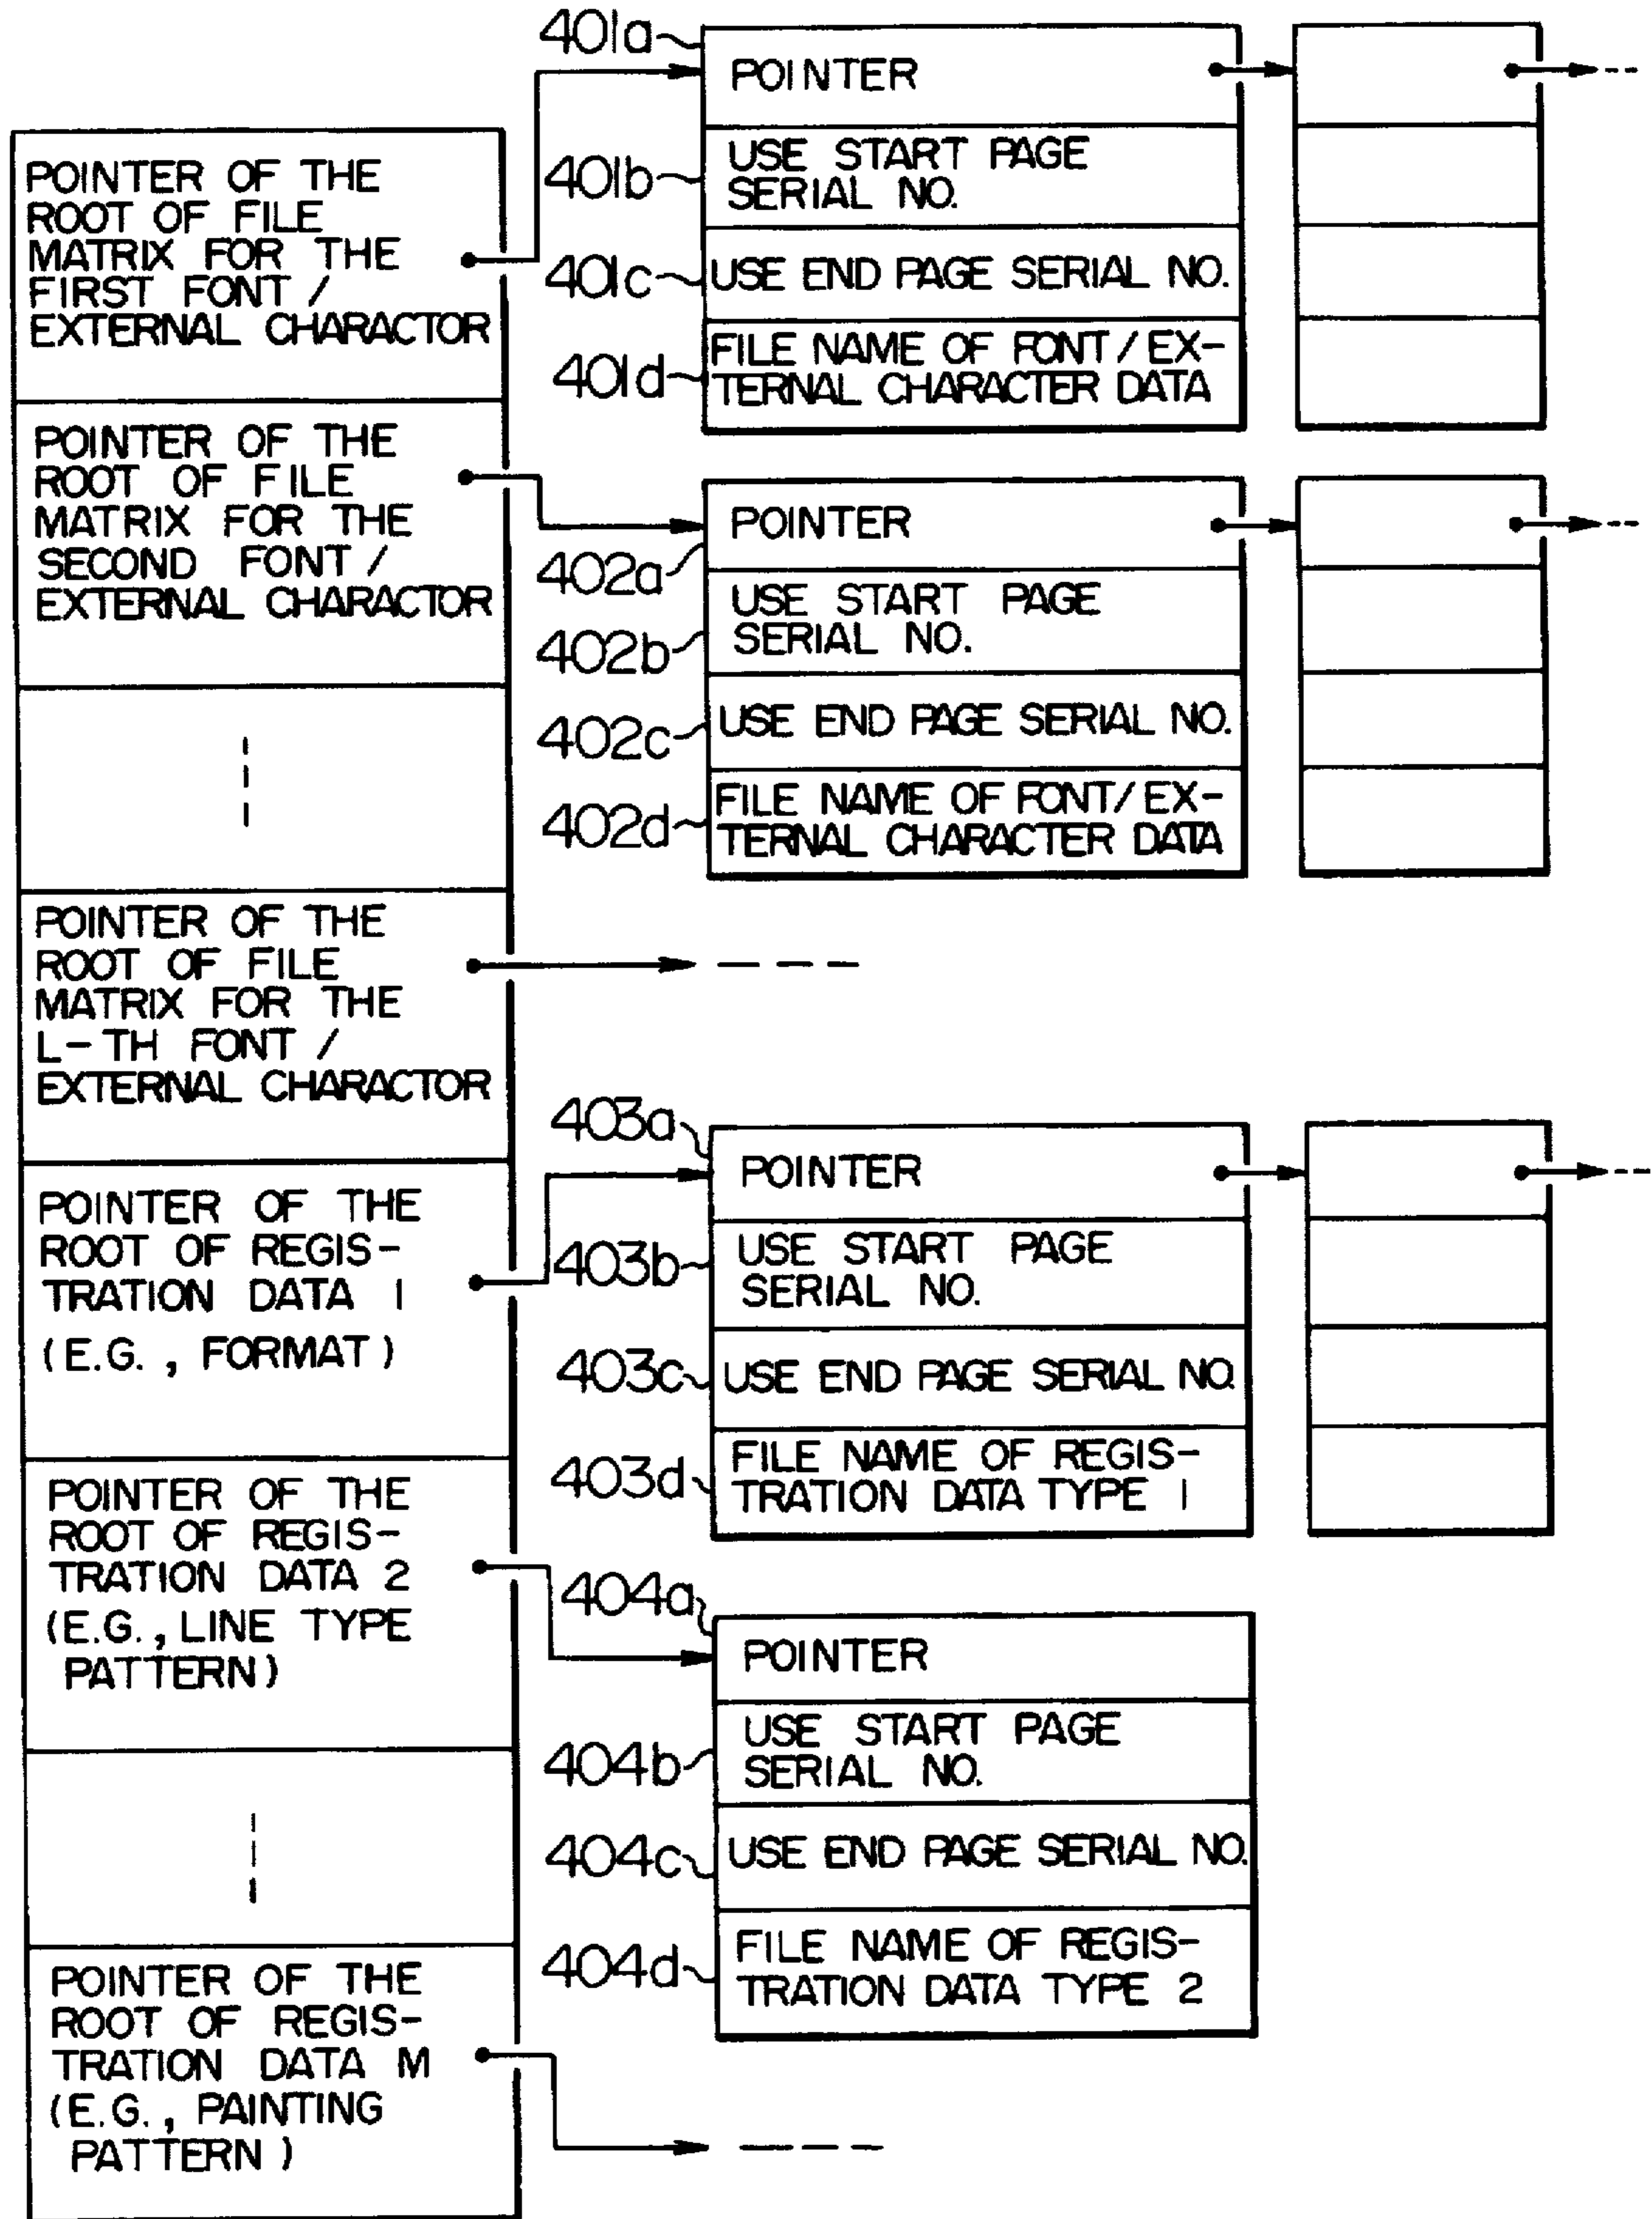 POINTER OF THE
ROOT OF FILE
MATRIX FOR THE
FIRST FONT /
EXTERNAL CHARACTOR
POINTER OF THE
ROOT OF FILE
MATRIX FOR THE
SECOND FONT /
EXTERNAL CHARACTOR
POINTER OF THE
ROOT OF FILE
MATRIX FOR THE
L-TH FONT /
EXTERNAL CHARACTOR
POINTER OF THE
ROOT OF REGIS-
TRATION DATA 1
(E.G., FORMAT)
POINTER OF THE
ROOT OF REGIS-
TRATION DATA 2
(E.G., LINE TYPE
PATTERN)
POINTER OF THE
ROOT OF REGIS-
TRATION DATA M
(E.G., PAINTING
PATTERN)
401a
POINTER
401b
USE START PAGE
SERIAL NO.
401c
USE END PAGE SERIAL NO.
401d
FILE NAME OF FONT/EX-
TERNAL CHARACTER DATA
402a
POINTER
402b
USE START PAGE
SERIAL NO.
402c
USE END PAGE SERIAL NO.
402d
FILE NAME OF FONT/EX-
TERNAL CHARACTER DATA
403a
POINTER
403b
USE START PAGE
SERIAL NO.
403c
USE END PAGE SERIAL NO.
403d
FILE NAME OF REGIS-
TRATION DATA TYPE 1
404a
POINTER
404b
USE START PAGE
SERIAL NO.
404c
USE END PAGE SERIAL NO.
404d
FILE NAME OF REGIS-
TRATION DATA TYPE 2